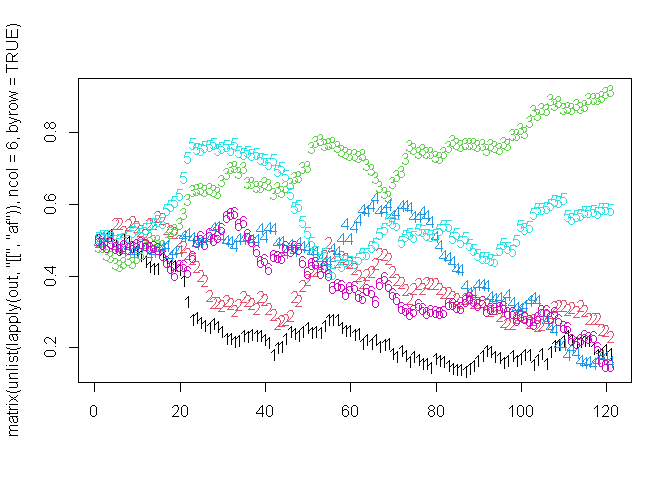 matrix(unlist(lapply(out, "[[", "af")), ncol = 6, byrow = TRUE)
0.8
0.6
0.4
0.2
0 20 40 60 80 100 120